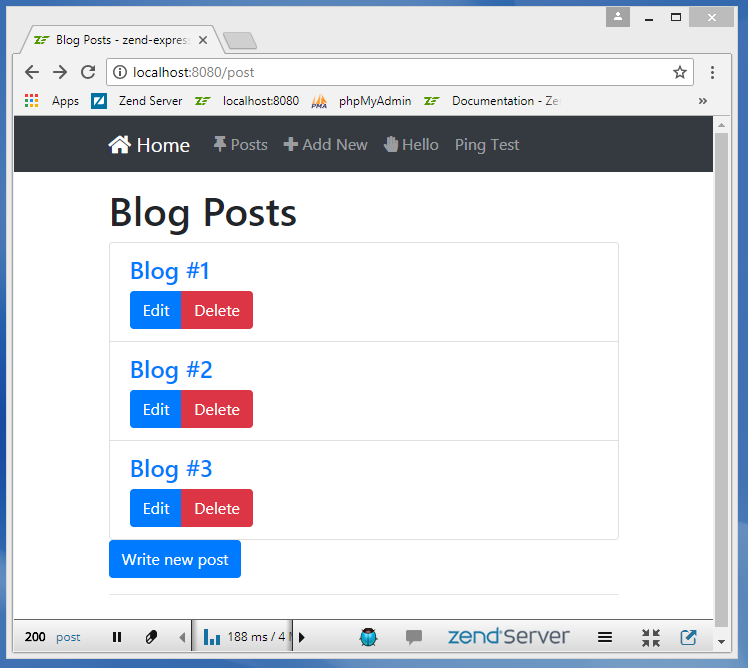 Blog Posts - zend-expres
localhost:8080/post
Apps Zend Server localhost:8080 PMA phpMyAdmin Documentation - Ze
Home Posts Add New Hello Ping Test
Blog Posts
Blog #1
Edit Delete
Blog #2
Edit Delete
Blog #3
Edit Delete
Write new post
200 post 188 ms / 4 zend Server